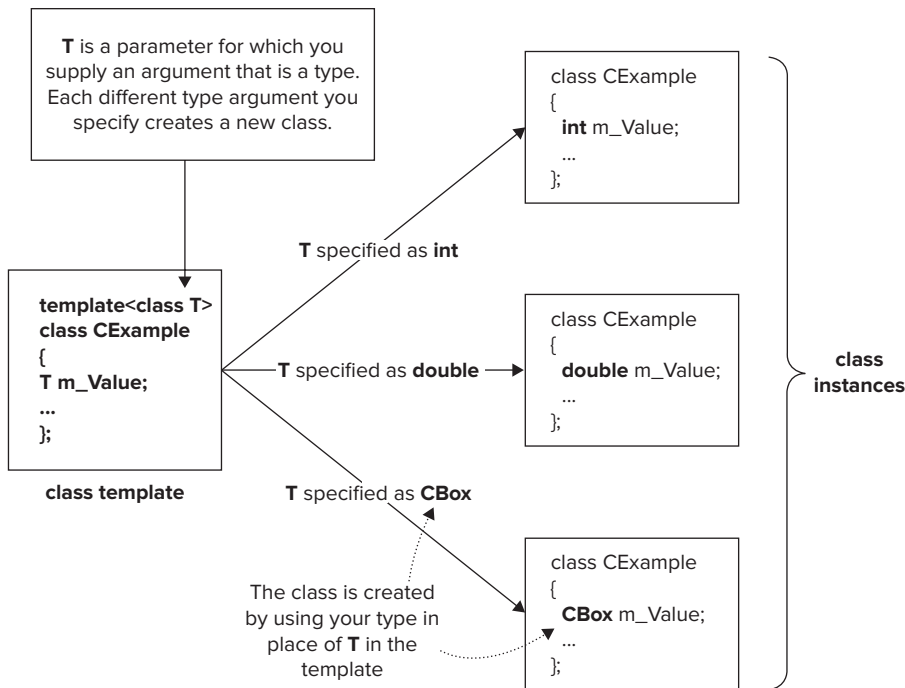 T is a parameter for which you
supply an argument that is a type.
Each different type argument you
specify creates a new class.
template<class T>
class CExample
{
T m_Value;
...
};
class template
T specified as int
T specified as double
T specified as CBox
The class is created
by using your type in
place of T in the
template
class CExample
{
int m_Value;
...
};
class CExample
{
double m_Value;
...
};
class CExample
{
CBox m_Value;
...
};
class
instances